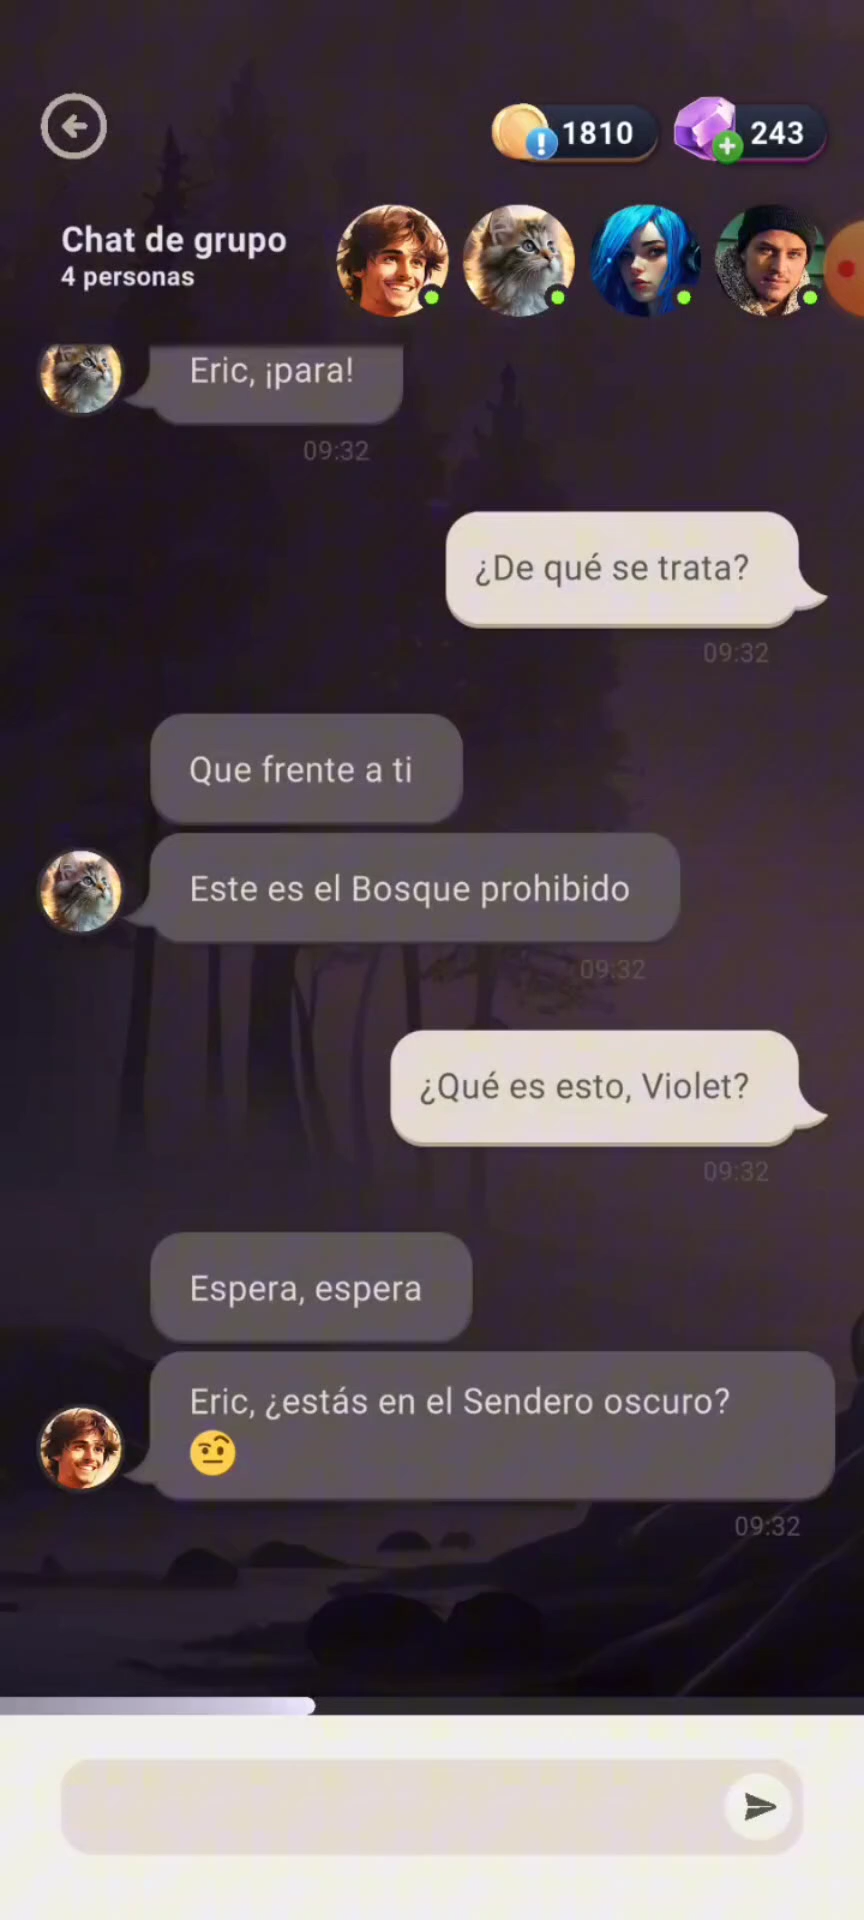 1810
243
Chat de grupo
4 personas
Eric, ¡para!
09:32
¿De qué se trata?
09:32
Que frente a ti
Este es el Bosque prohibido
09:32
¿Qué es esto, Violet?
09:32
Espera, espera
Eric, ¿estás en el Sendero oscuro?
🤨
09:32